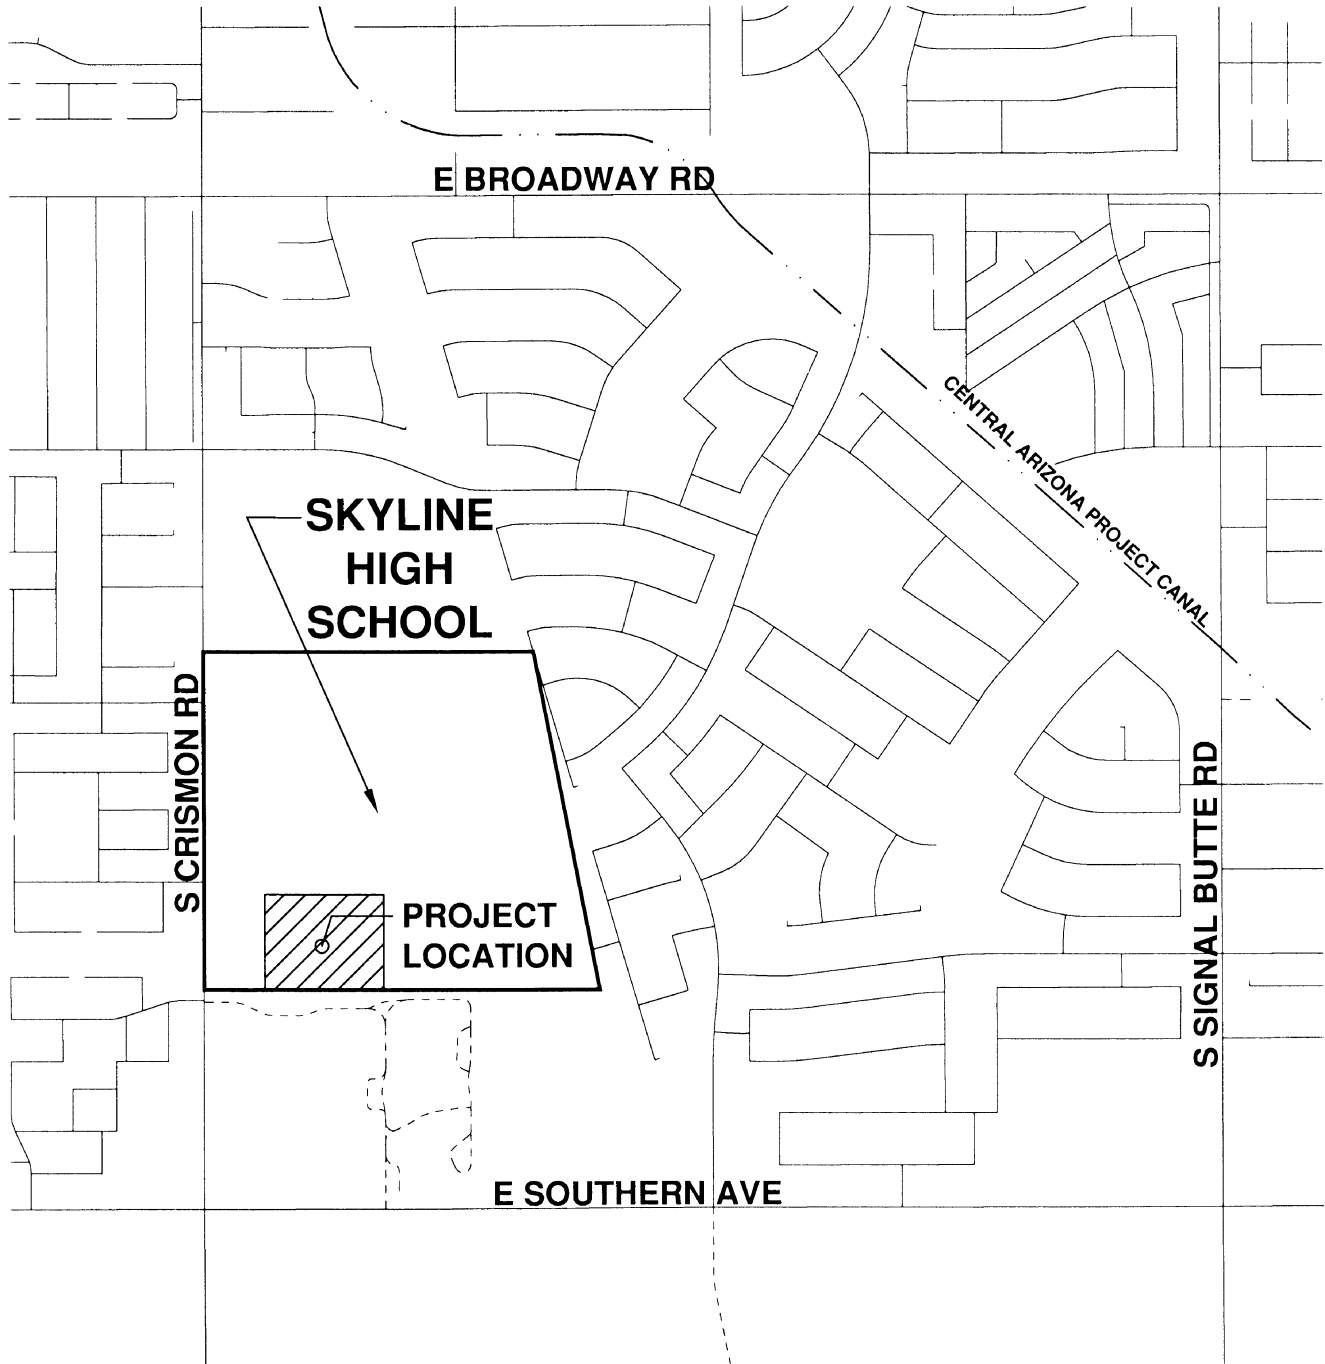 E BROADWAY RD
CENTRAL ARIZONA PROJECT CANAL
SKYLINE
HIGH
SCHOOL
S CRISMON RD
S SIGNAL BUTTE RD
PROJECT
LOCATION
E SOUTHERN AVE